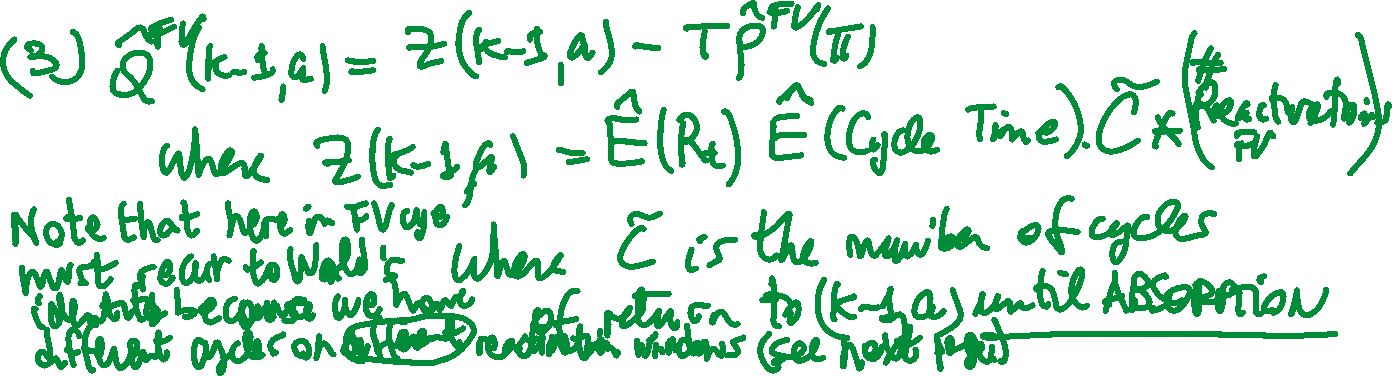 (3) Q̂^FV(k-1,a) = Z(k-1,a) - T ρ̃^FV(π)
where Z(k-1,a) = Ê(R_t) Ê(Cycle Time). C̃ * (# Reactivations FV)
where C̃ is the number of cycles
of return to (k-1,a) until ABSORPTION
Note that here in FV
must recur to Wald's
identity because we have
different cycles on different reactivation windows (see next page)